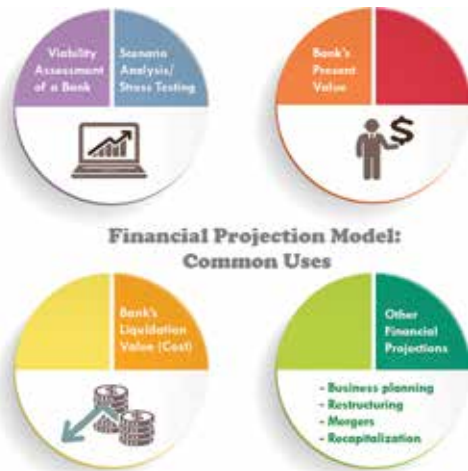 Viability
Assessment
of a Bank
Scenario
Analysis/
Stress Testing
Bank's
Present
Value
$
Financial Projection Model:
Common Uses
Bank's
Liquidation
Value (Cost)
Other
Financial
Projections
- Business planning
- Restructuring
- Mergers
- Recapitalization